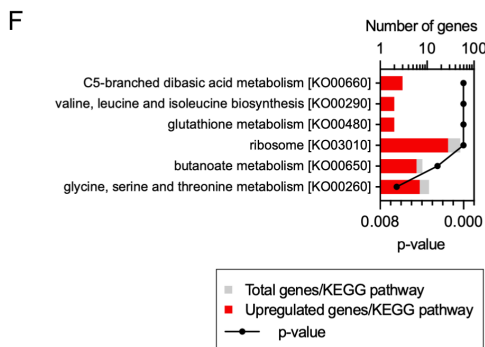 F
Number of genes
1 10 100
C5-branched dibasic acid metabolism [KO00660]
valine, leucine and isoleucine biosynthesis [KO00290]
glutathione metabolism [KO00480]
ribosome [KO03010]
butanoate metabolism [KO00650]
glycine, serine and threonine metabolism [KO00260]
0.008 0.000
p-value
Total genes/KEGG pathway
Upregulated genes/KEGG pathway
p-value